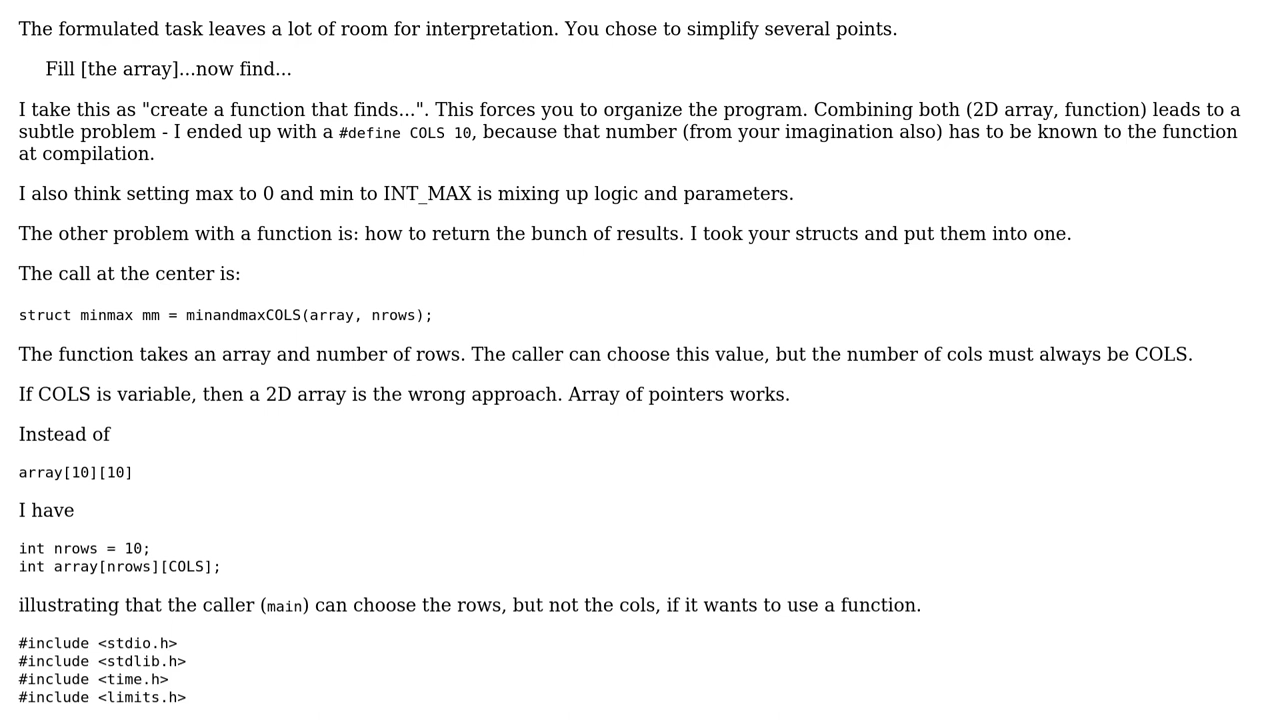 The formulated task leaves a lot of room for interpretation. You chose to simplify several points.
Fill [the array]...now find...
I take this as "create a function that finds...". This forces you to organize the program. Combining both (2D array, function) leads to a
subtle problem - I ended up with a #define COLS 10, because that number (from your imagination also) has to be known to the function
at compilation.
I also think setting max to 0 and min to INT_MAX is mixing up logic and parameters.
The other problem with a function is: how to return the bunch of results. I took your structs and put them into one.
The call at the center is:
struct minmax mm = minandmaxCOLS(array, nrows);
The function takes an array and number of rows. The caller can choose this value, but the number of cols must always be COLS.
If COLS is variable, then a 2D array is the wrong approach. Array of pointers works.
Instead of
array[10][10]
I have
int nrows = 10;
int array[nrows][COLS];
illustrating that the caller (main) can choose the rows, but not the cols, if it wants to use a function.
#include <stdio.h>
#include <stdlib.h>
#include <time.h>
#include <limits.h>